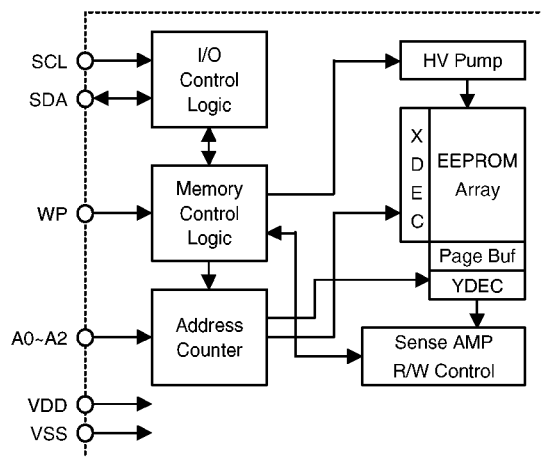 SCL
SDA
WP
A0~A2
VDD
VSS
I/O
Control
Logic
Memory
Control
Logic
Address
Counter
HV Pump
X
D
E
C
EEPROM
Array
Page Buf
YDEC
Sense AMP
R/W Control